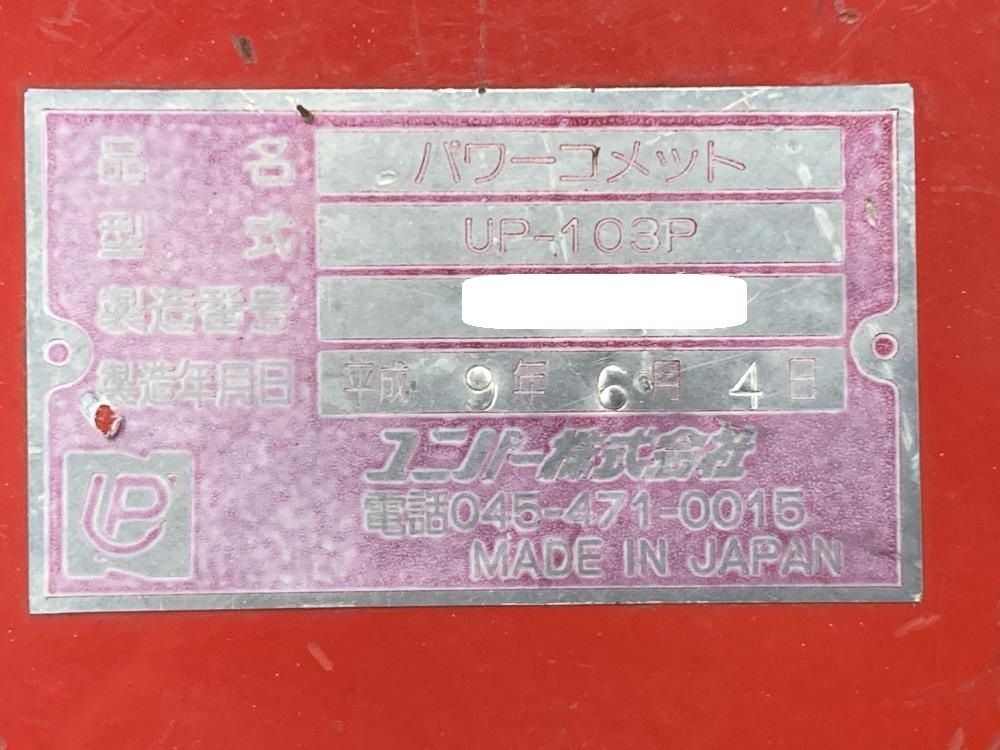 品名 パワーコメット
型式 UP-103P
製造番号
製造年月日 平成 9年 6月 4日
UP
ユニパー株式会社
電話045-471-0015
MADE IN JAPAN